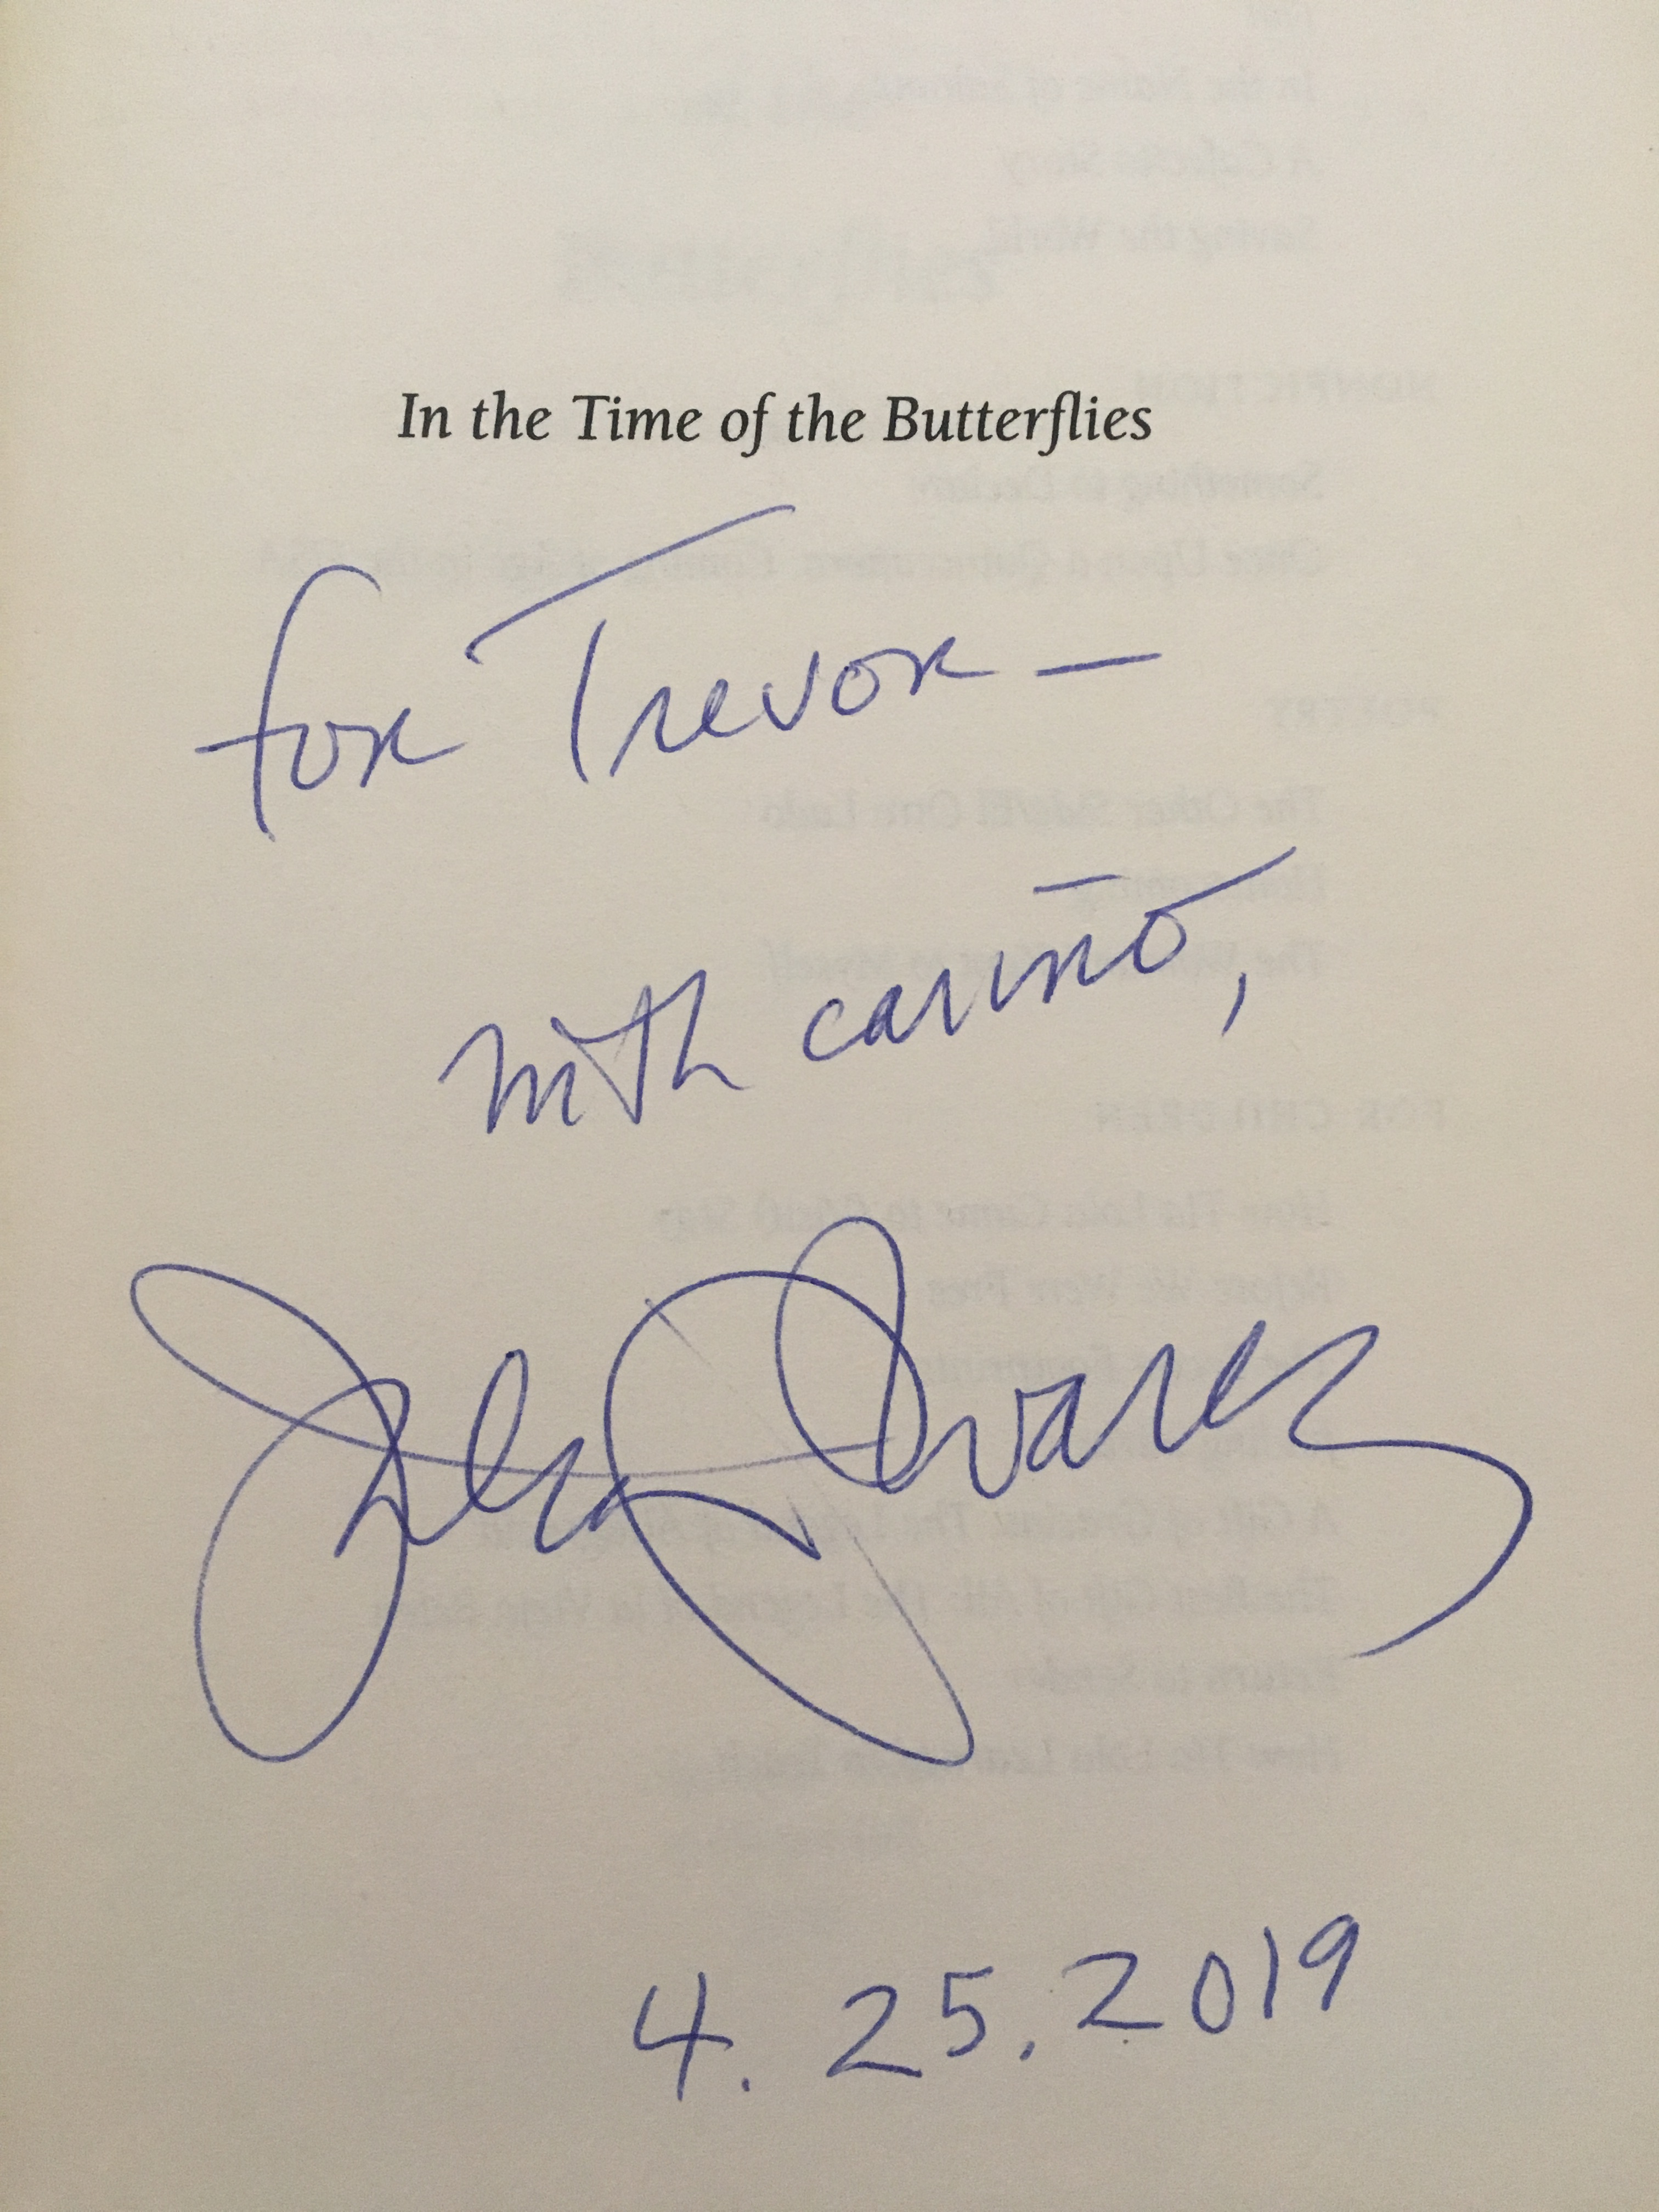 In the Time of the Butterflies
for Trevor —
with cariño,
Julia Alvarez
4. 25. 2019